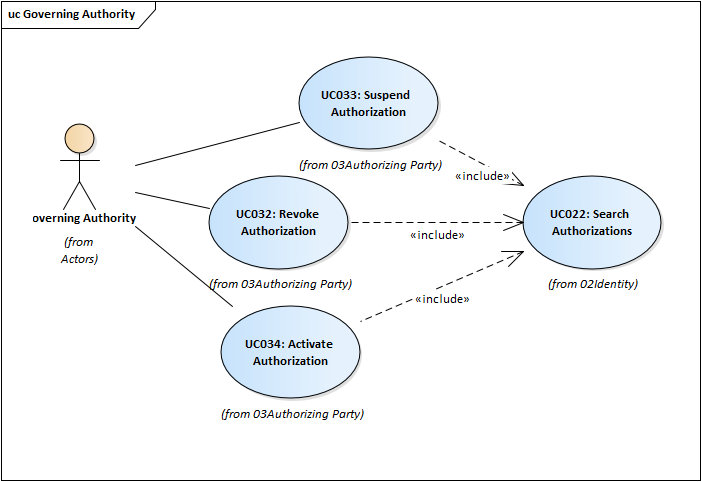 uc Governing Authority
UC033: Suspend
Authorization
(from 03Authorizing Party)
«include»
overning Authority
(from
Actors)
UC032: Revoke
Authorization
(from 03Authorizing Party)
«include»
UC022: Search
Authorizations
(from 02Identity)
«include»
UC034: Activate
Authorization
(from 03Authorizing Party)